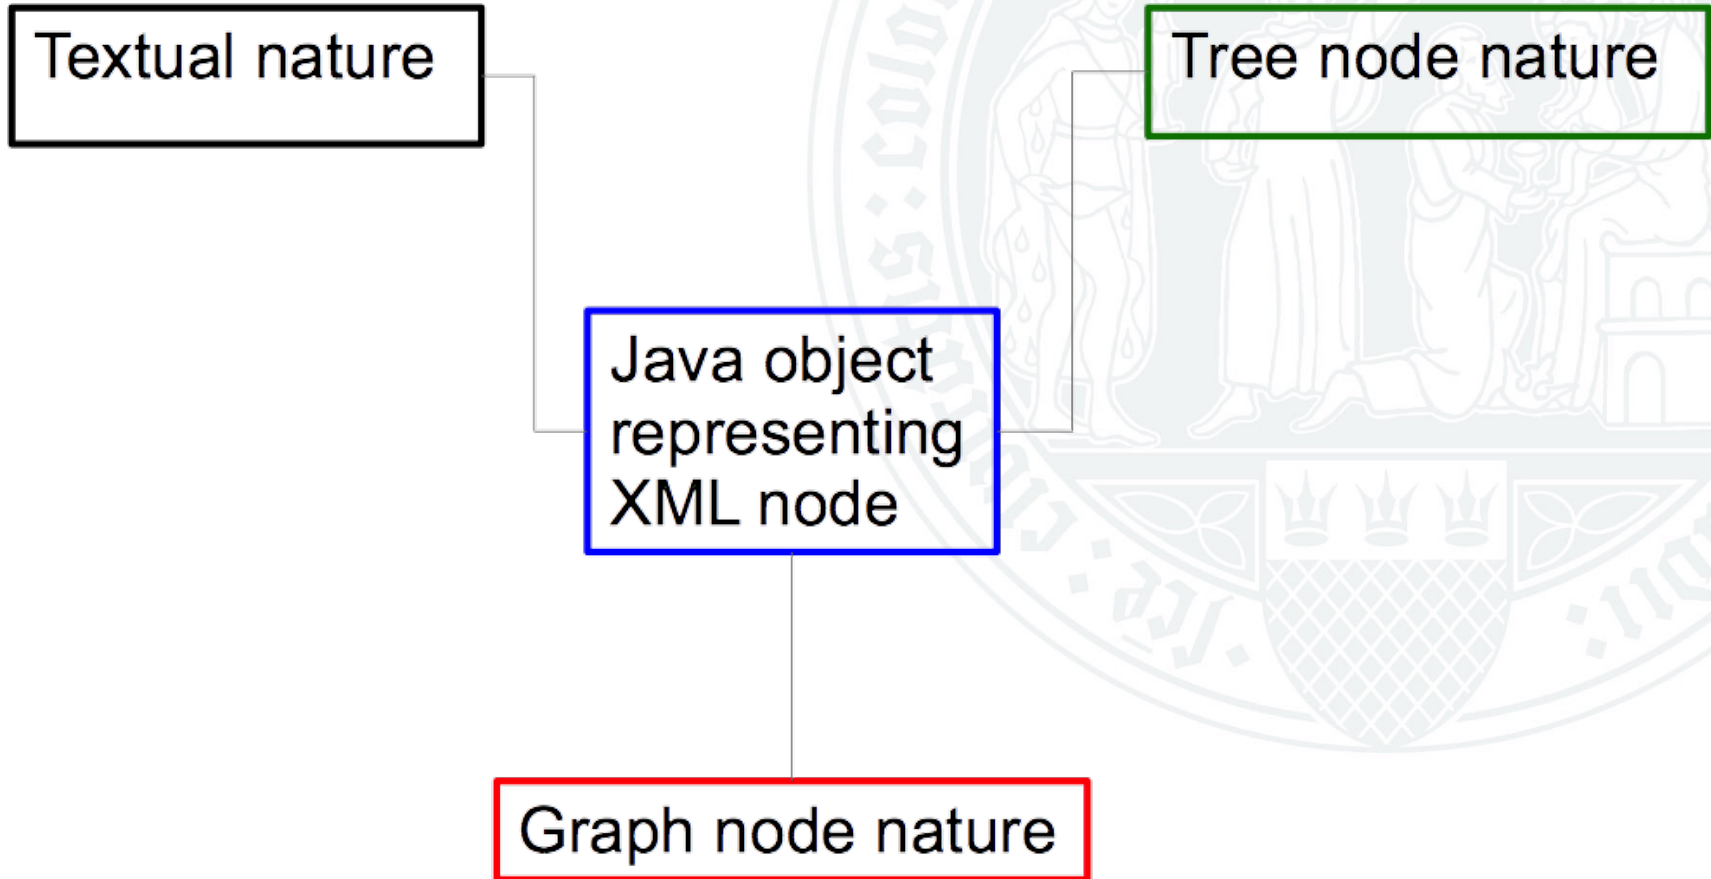 Textual nature
Tree node nature
Java object
representing
XML node
Graph node nature